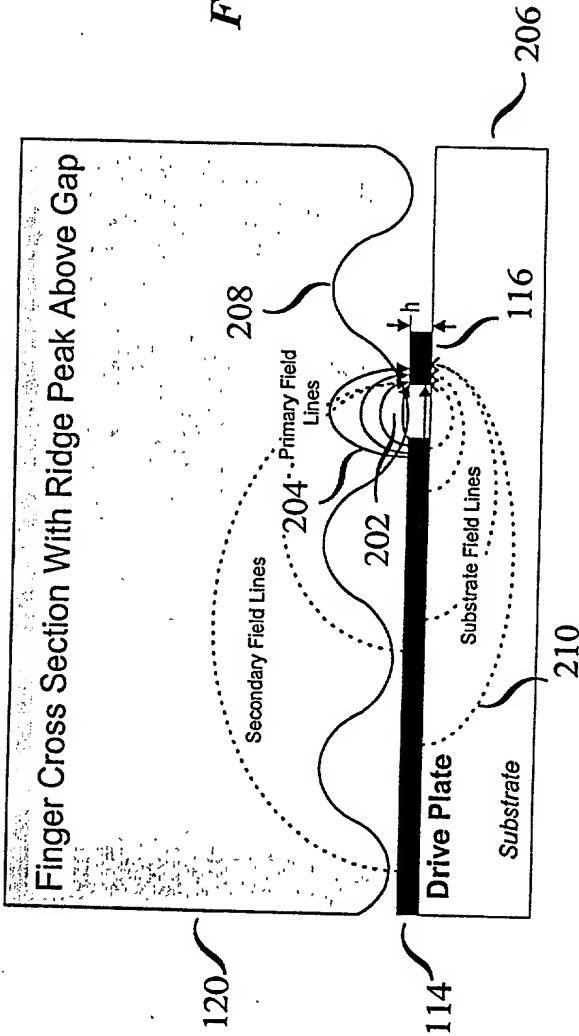 Finger Cross Section With Ridge Peak Above Gap
120
208
Secondary Field Lines
Primary Field
Lines
204
202
h
116
114
Drive Plate
Substrate Field Lines
Substrate
210
206
F